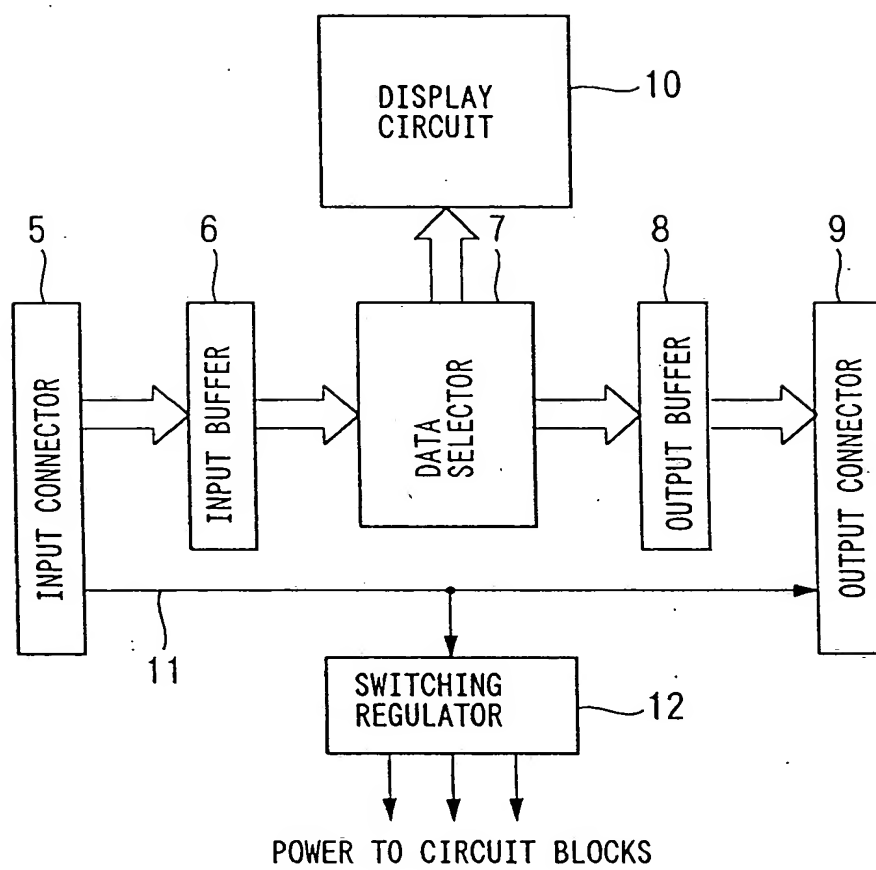 DISPLAY
CIRCUIT
10
5
6
7
8
9
INPUT CONNECTOR
INPUT BUFFER
DATA
SELECTOR
OUTPUT BUFFER
OUTPUT CONNECTOR
11
SWITCHING
REGULATOR
12
POWER TO CIRCUIT BLOCKS